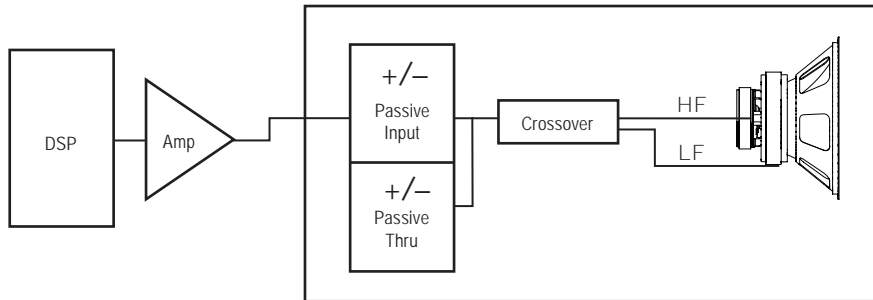 DSP
Amp
+/–
Passive
Input
+/–
Passive
Thru
Crossover
HF
LF